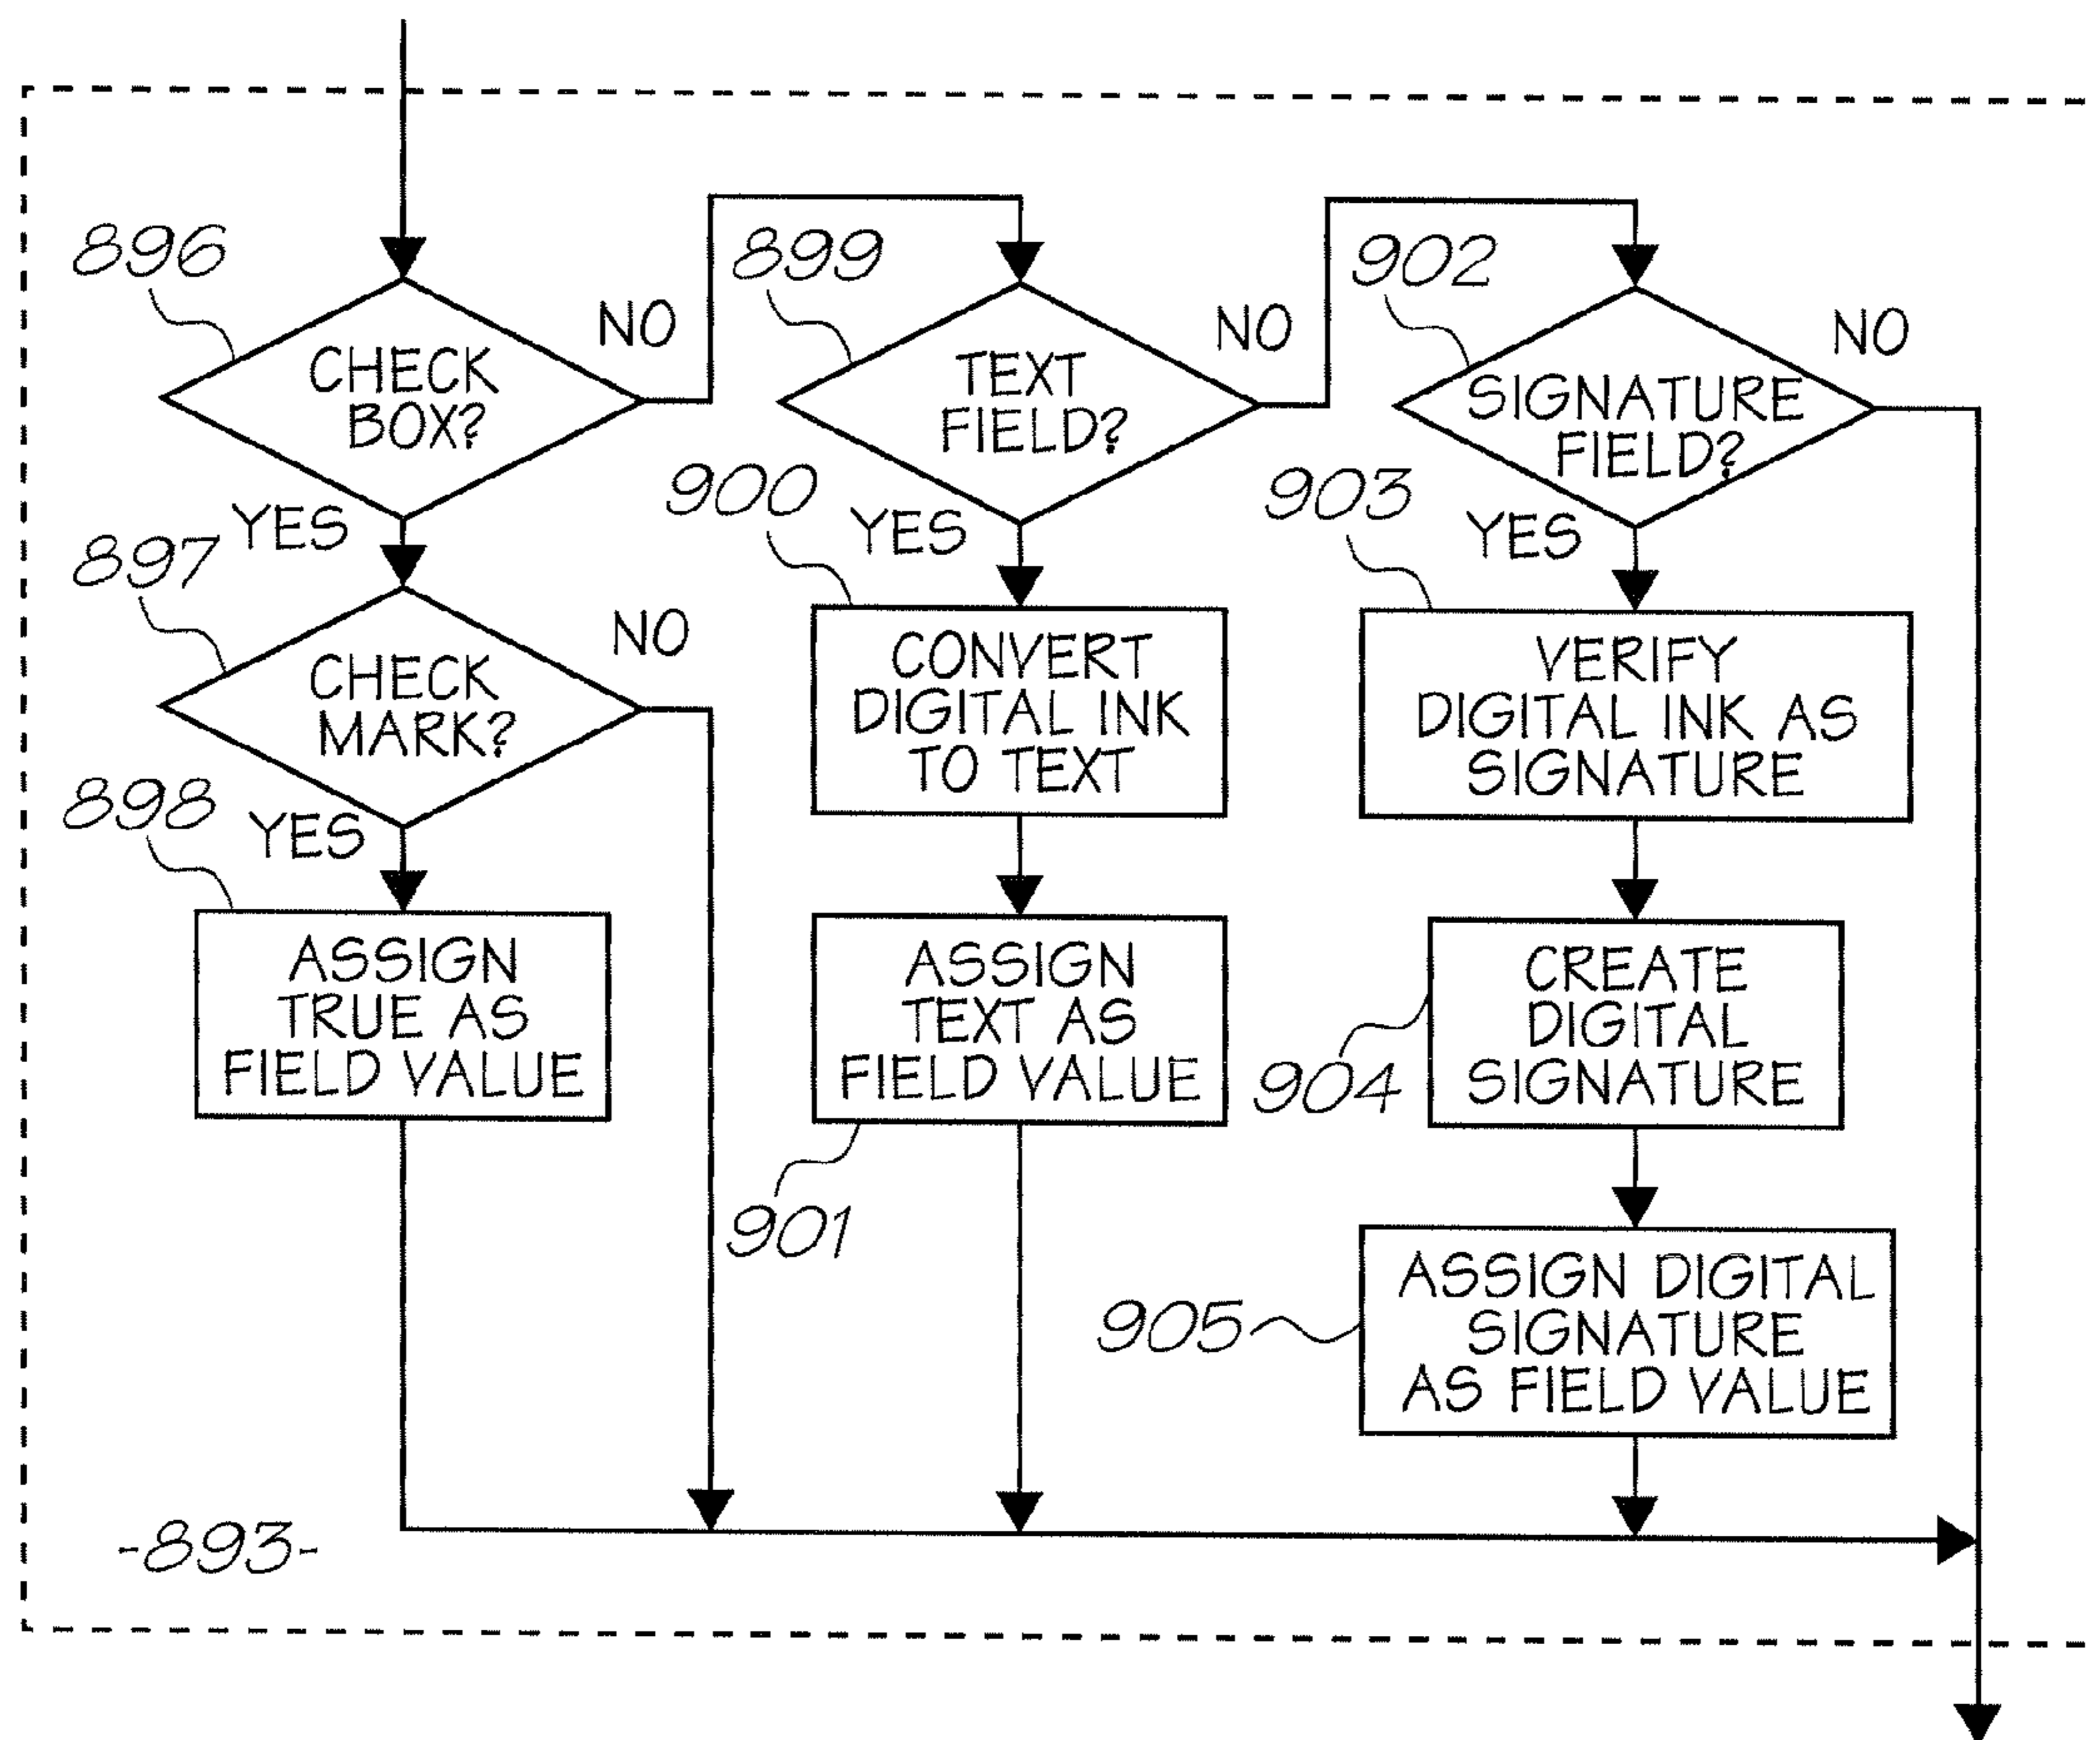 896
CHECK
BOX?
NO
YES
897
CHECK
MARK?
NO
YES
898
ASSIGN
TRUE AS
FIELD VALUE
899
TEXT
FIELD?
NO
YES
900
CONVERT
DIGITAL INK
TO TEXT
ASSIGN
TEXT AS
FIELD VALUE
901
902
SIGNATURE
FIELD?
NO
YES
903
VERIFY
DIGITAL INK AS
SIGNATURE
CREATE
DIGITAL
SIGNATURE
904
ASSIGN DIGITAL
SIGNATURE
AS FIELD VALUE
905
-893-